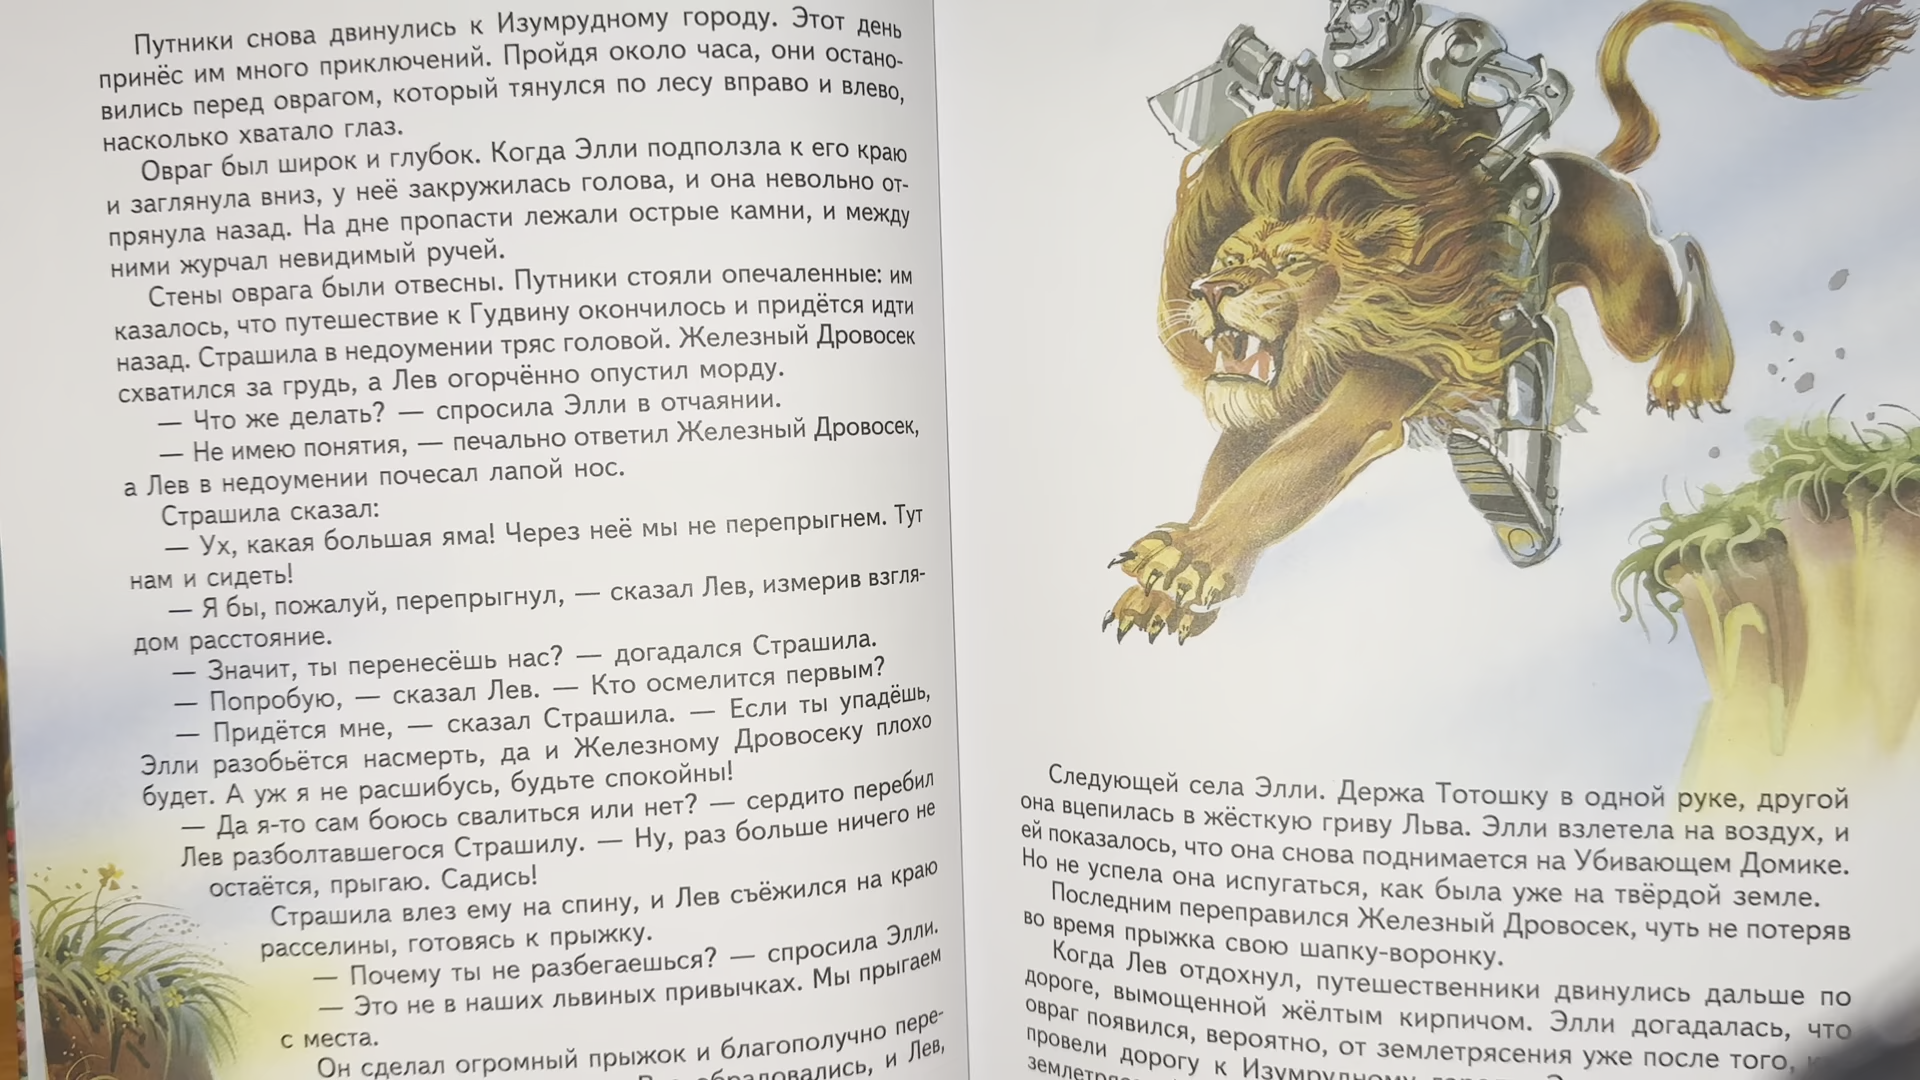 Путники снова двинулись к Изумрудному городу. Этот день
принёс им много приключений. Пройдя около часа, они остано-
вились перед оврагом, который тянулся по лесу вправо и влево,
насколько хватало глаз.
Овраг был широк и глубок. Когда Элли подползла к его краю
и заглянула вниз, у неё закружилась голова, и она невольно от-
прянула назад. На дне пропасти лежали острые камни, и между
ними журчал невидимый ручей.
Стены оврага были отвесны. Путники стояли опечаленные: им
казалось, что путешествие к Гудвину окончилось и придётся идти
назад. Страшила в недоумении тряс головой. Железный Дровосек
схватился за грудь, а Лев огорчённо опустил морду.
— Что же делать? — спросила Элли в отчаянии.
— Не имею понятия, — печально ответил Железный Дровосек,
а Лев в недоумении почесал лапой нос.
Страшила сказал:
— Ух, какая большая яма! Через неё мы не перепрыгнем. Тут
нам и сидеть!
— Я бы, пожалуй, перепрыгнул, — сказал Лев, измерив взгля-
дом расстояние.
— Значит, ты перенесёшь нас? — догадался Страшила.
— Попробую, — сказал Лев. — Кто осмелится первым?
— Придётся мне, — сказал Страшила. — Если ты упадёшь,
Элли разобьётся насмерть, да и Железному Дровосеку плохо
будет. А уж я не расшибусь, будьте спокойны!
— Да я-то сам боюсь свалиться или нет? — сердито перебил
Лев разболтавшегося Страшилу. — Ну, раз больше ничего не
остаётся, прыгаю. Садись!
Страшила влез ему на спину, и Лев съёжился на краю
расселины, готовясь к прыжку.
— Почему ты не разбегаешься? — спросила Элли.
— Это не в наших львиных привычках. Мы прыгаем
с места.
Он сделал огромный прыжок и благополучно пере-
обрадовались, и Лев,
Следующей села Элли. Держа Тотошку в одной руке, другой
она вцепилась в жёсткую гриву Льва. Элли взлетела на воздух, и
ей показалось, что она снова поднимается на Убивающем Домике.
Но не успела она испугаться, как была уже на твёрдой земле.
Последним переправился Железный Дровосек, чуть не потеряв
во время прыжка свою шапку-воронку.
Когда Лев отдохнул, путешественники двинулись дальше по
дороге, вымощенной жёлтым кирпичом. Элли догадалась, что
овраг появился, вероятно, от землетрясения уже после того,
провели дорогу к Изумрудному